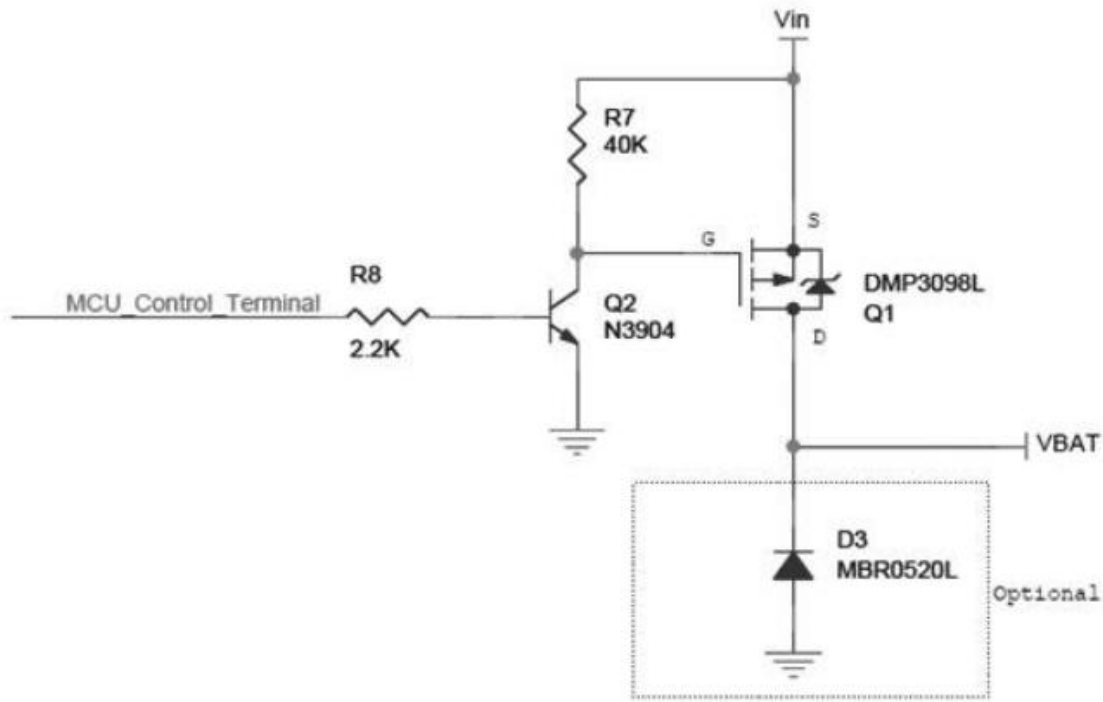 Vin
R7
40K
S
G
R8
MCU_Control_Terminal
2.2K
Q2
N3904
DMP3098L
Q1
D
VBAT
D3
MBR0520L
Optional